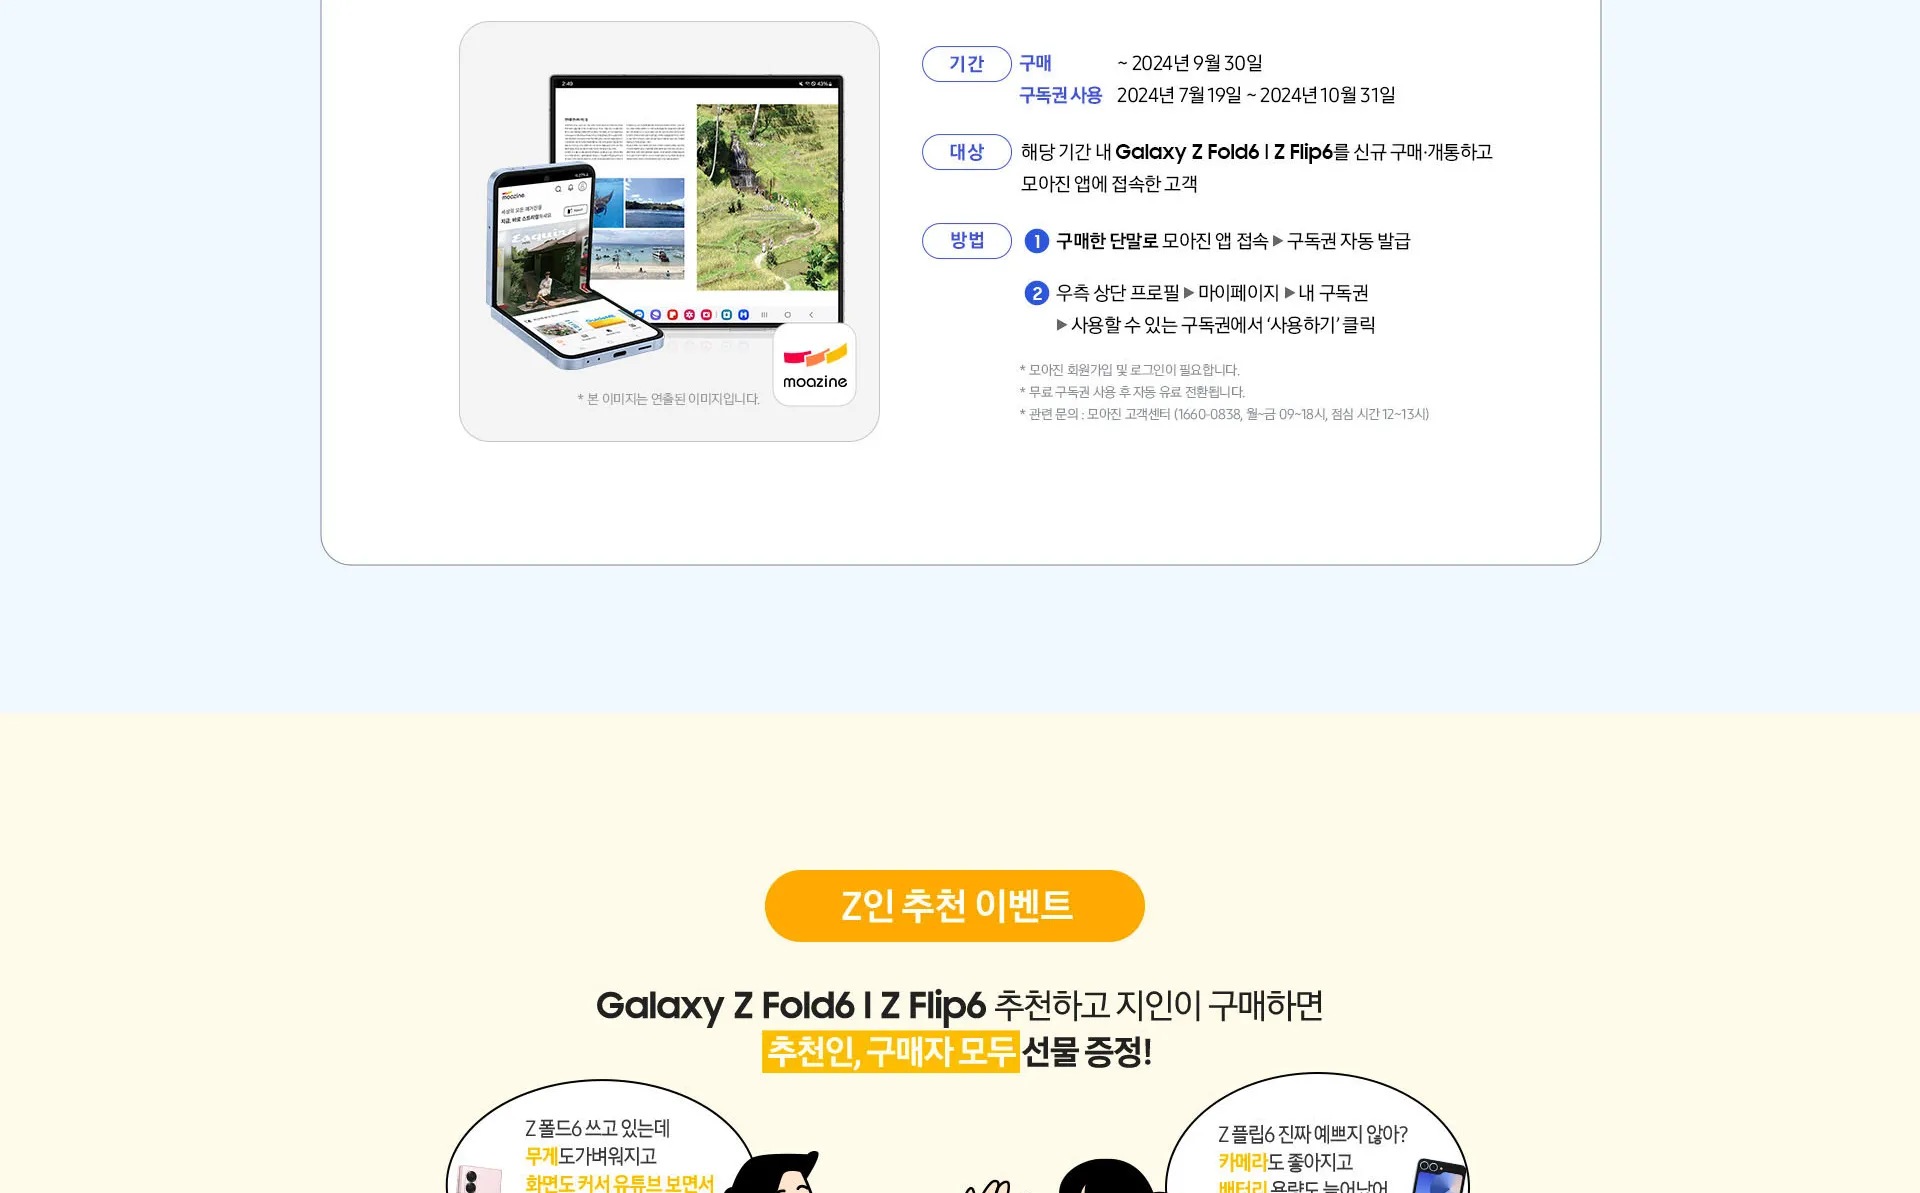 기간 구매 ~ 2024년 9월 30일
구독권 사용 2024년 7월 19일 ~ 2024년 10월 31일
대상 해당 기간 내 Galaxy Z Fold6 | Z Flip6를 신규 구매·개통하고
모아진 앱에 접속한 고객
방법 1 구매한 단말로 모아진 앱 접속 ▶ 구독권 자동 발급
2 우측 상단 프로필 ▶ 마이페이지 ▶ 내 구독권
▶ 사용할 수 있는 구독권에서 ‘사용하기’ 클릭
* 모아진 회원가입 및 로그인이 필요합니다.
* 무료 구독권 사용 후 자동 유료 전환됩니다.
* 관련 문의 : 모아진 고객센터 (1660-0838, 월~금 09~18시, 점심 시간 12~13시)
2:49
43%
moazine
Esquire
moazine
* 본 이미지는 연출된 이미지입니다.
Z인 추천 이벤트
Galaxy Z Fold6 | Z Flip6 추천하고 지인이 구매하면
추천인, 구매자 모두 선물 증정!
Z 폴드6 쓰고 있는데
무게도가벼워지고
화면도 커서 유튜브 보면서
Z 플립6 진짜 예쁘지 않아?
카메라도 좋아지고
배터리 용량도 늘어났어